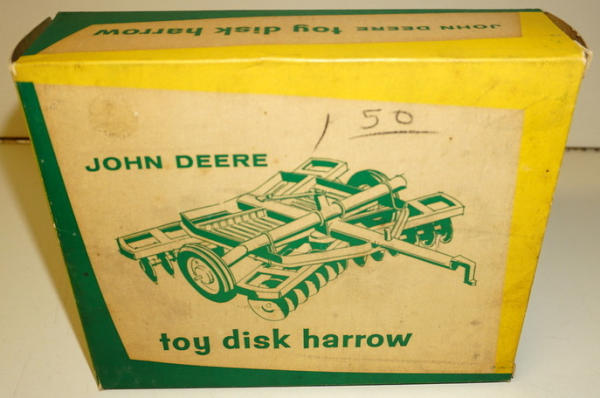 JOHN DEERE toy disk harrow
1 50
JOHN DEERE
toy disk harrow